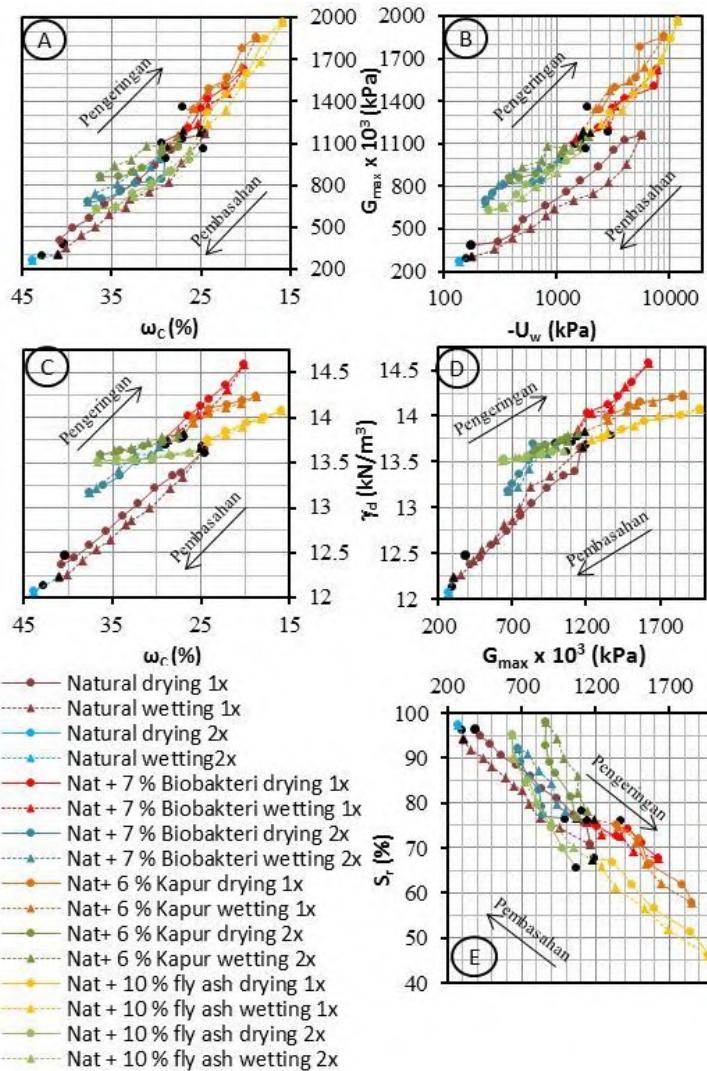 A
Pengeringan
Pembasahan
2000
1700
1400
1100
800
500
200
G_max x 10³ (kPa)
45
35
25
15
ω_C (%)
B
Pengeringan
Pembasahan
2000
1700
1400
1100
800
500
200
100
1000
10000
-U_w (kPa)
C
Pengeringan
Pembasahan
14.5
14
13.5
13
12.5
12
γ_d (kN/m³)
45
35
25
15
ω_C (%)
D
Pengeringan
Pembasahan
14.5
14
13.5
13
12.5
12
200
700
1200
1700
G_max x 10³ (kPa)
Natural drying 1x
Natural wetting 1x
Natural drying 2x
Natural wetting2x
Nat + 7 % Biobakteri drying 1x
Nat + 7 % Biobakteri wetting 1x
Nat + 7 % Biobakteri drying 2x
Nat + 7 % Biobakteri wetting 2x
Nat+ 6 % Kapur drying 1x
Nat+ 6 % Kapur wetting 1x
Nat+ 6 % Kapur drying 2x
Nat+ 6 % Kapur wetting 2x
Nat + 10 % fly ash drying 1x
Nat + 10 % fly ash wetting 1x
Nat + 10 % fly ash drying 2x
Nat + 10 % fly ash wetting 2x
200
700
1200
1700
100
90
80
70
60
50
40
S_r (%)
Pengeringan
Pembasahan
E